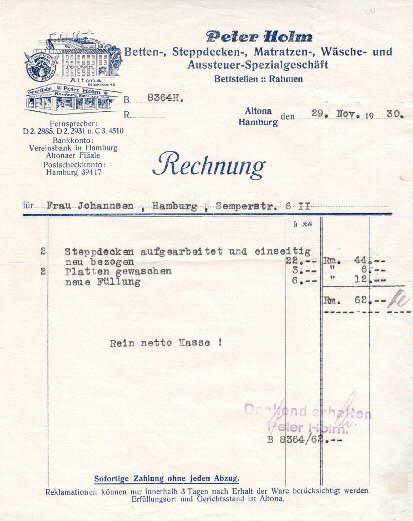 Peter Holm
Betten-, Steppdecken-, Matratzen-, Wäsche- und
Aussteuer-Spezialgeschäft
Bettstellen :: Rahmen
Altona
B. 8364H.
R.
Fernsprecher:
D 2. 2985. D 2. 2931 u. C 3. 4510
Bankkonto:
Vereinsbank in Hamburg
Altonaer Filiale
Postscheckkonto:
Hamburg 39417
Altona
Hamburg den 29. Nov. 1930.
Rechnung
für Frau Johannsen , Hamburg , Semperstr. 6 II
2 Steppdecken aufgearbeitet und einseitig
neu bezogen 22.-- Rm. 44.--
2 Platten gewaschen 3.-- " 6.--
neue Füllung 6.-- " 12.--
Rm. 62.--
Rein netto Kasse !
Dankend erhalten
Peter Holm.
B 8364/62.--
Sofortige Zahlung ohne jeden Abzug.
Reklamationen können nur innerhalb 3 Tagen nach Erhalt der Ware berücksichtigt werden.
Erfüllungsort und Gerichtsstand ist Altona.